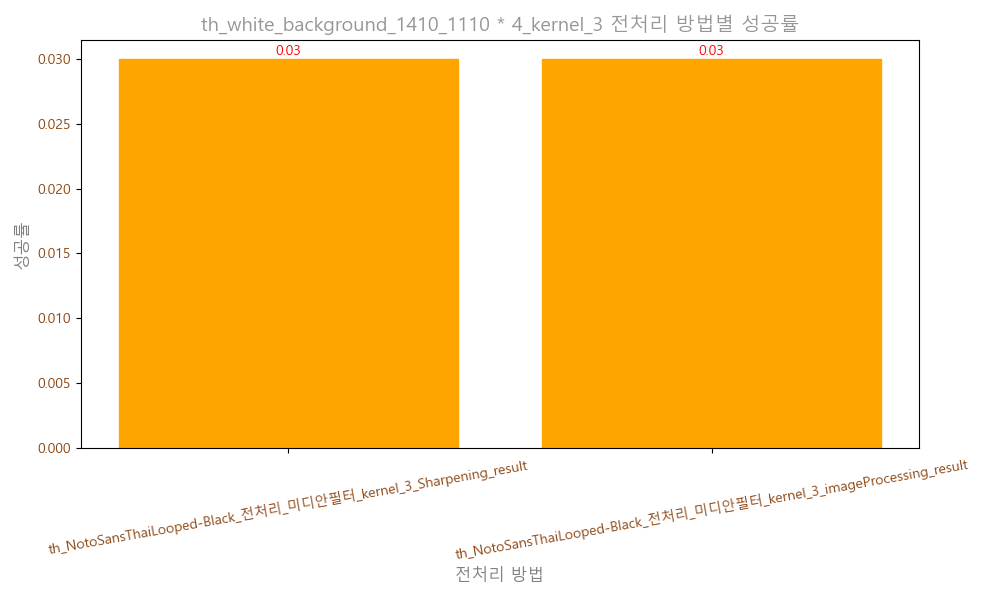 th_white_background_1410_1110 * 4_kernel_3 전처리 방법별 성공률
0.03
0.03
0.030
0.025
0.020
0.015
0.010
0.005
0.000
성공률
th_NotoSansThaiLooped-Black_전처리_미디안필터_kernel_3_Sharpening_result
th_NotoSansThaiLooped-Black_전처리_미디안필터_kernel_3_imageProcessing_result
전처리 방법